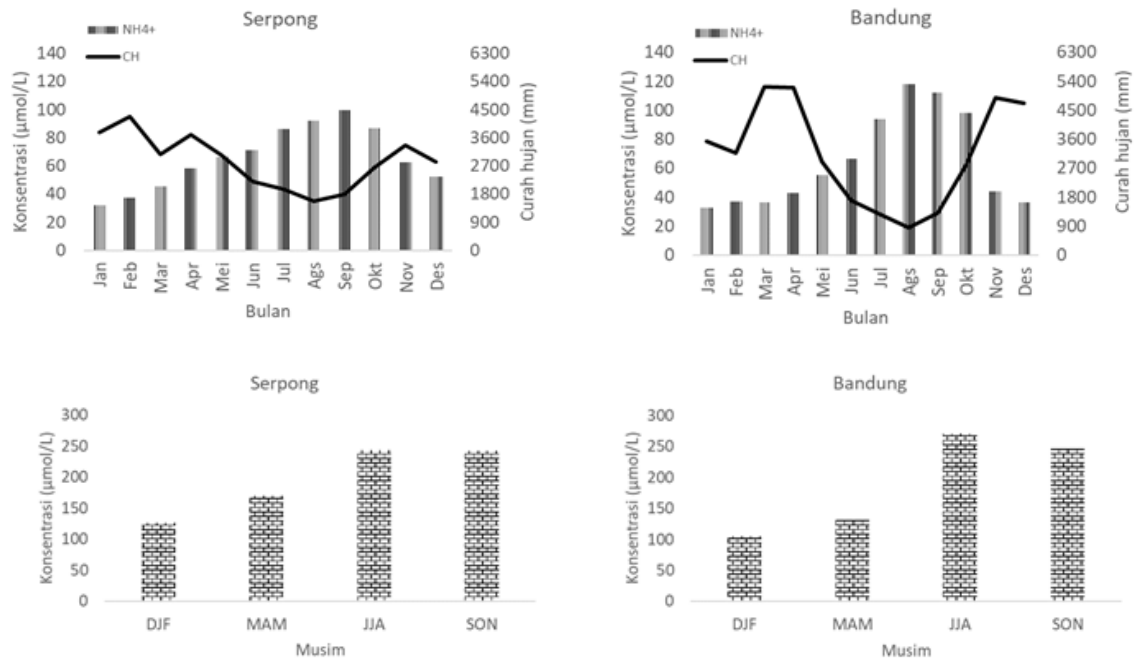 Serpong
NH4+
CH
Konsentrasi (µmol/L)
140
120
100
80
60
40
20
0
6300
5400
4500
3600
2700
1800
900
0
Curah hujan (mm)
Jan Feb Mar Apr Mei Jun Jul Ags Sep Okt Nov Des
Bulan
Bandung
NH4+
CH
Konsentrasi (µmol/L)
140
120
100
80
60
40
20
0
6300
5400
4500
3600
2700
1800
900
0
Curah hujan (mm)
Jan Feb Mar Apr Mei Jun Jul Ags Sep Okt Nov Des
Bulan
Serpong
Konsentrasi (µmol/L)
300
250
200
150
100
50
0
DJF MAM JJA SON
Musim
Bandung
Konsentrasi (µmol/L)
300
250
200
150
100
50
0
DJF MAM JJA SON
Musim